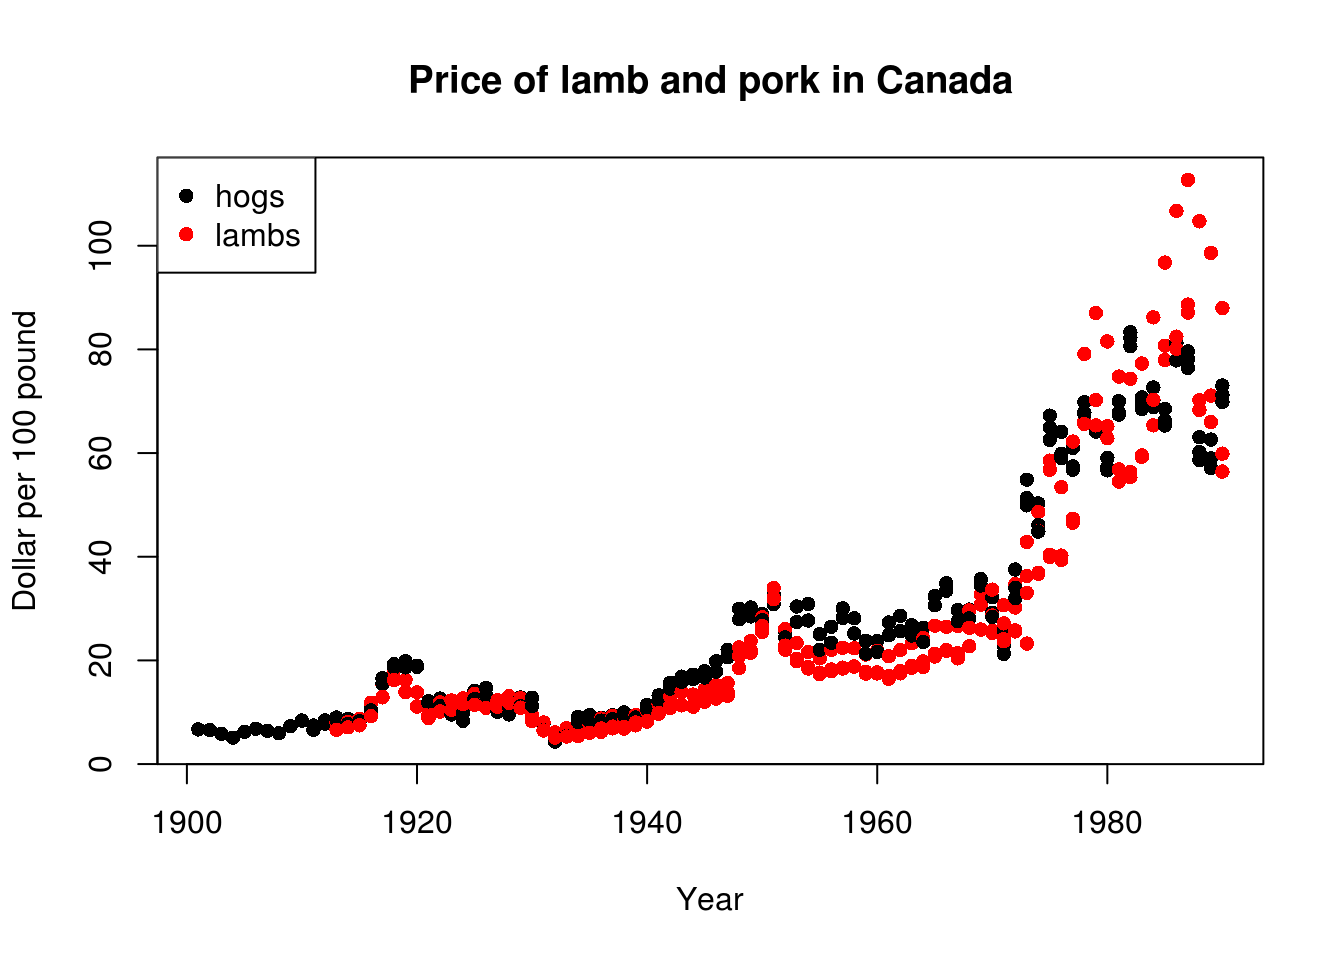 Price of lamb and pork in Canada
hogs
lambs
Dollar per 100 pound
100
80
60
40
20
0
1900 1920 1940 1960 1980
Year